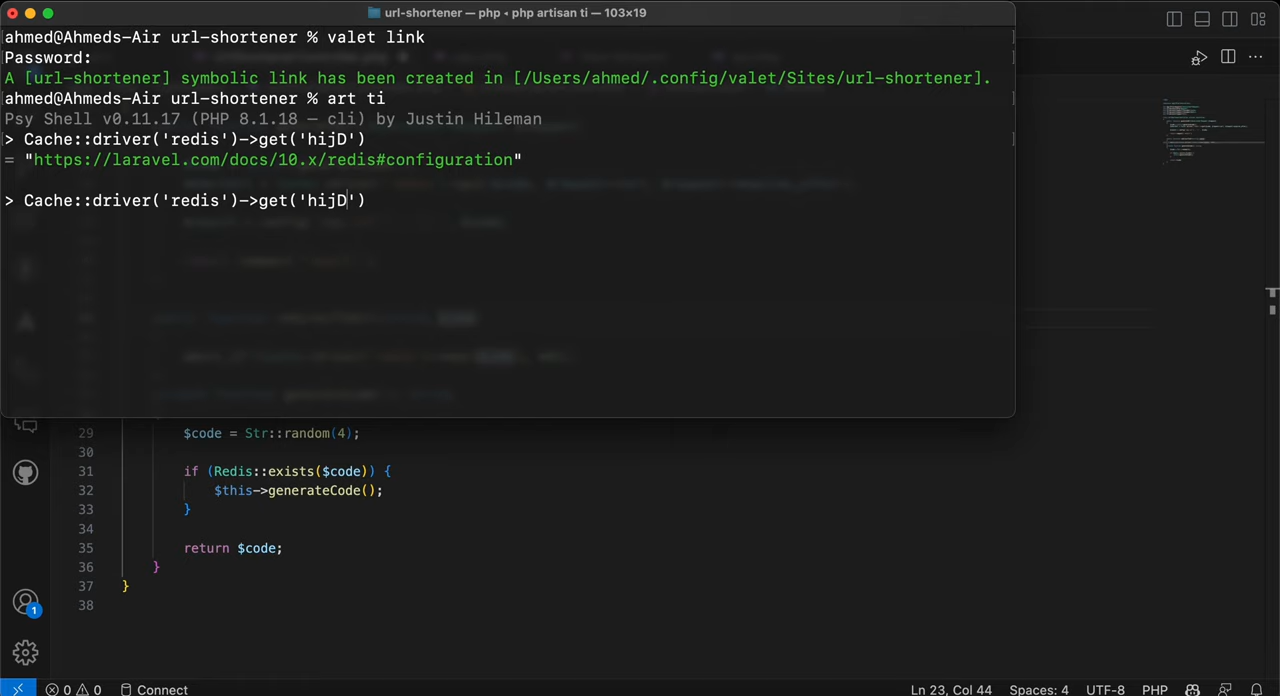 url-shortener — php ◂ php artisan ti — 103×19
ahmed@Ahmeds-Air url-shortener % valet link
Password:
A [url-shortener] symbolic link has been created in [/Users/ahmed/.config/valet/Sites/url-shortener].
ahmed@Ahmeds-Air url-shortener % art ti
Psy Shell v0.11.17 (PHP 8.1.18 — cli) by Justin Hileman
> Cache::driver('redis')->get('hijD')
= "https://laravel.com/docs/10.x/redis#configuration"
> Cache::driver('redis')->get('hijD')
29 $code = Str::random(4);
30
31 if (Redis::exists($code)) {
32 $this->generateCode();
33 }
34
35 return $code;
36 }
37 }
38
1
0 0 Connect Ln 23, Col 44 Spaces: 4 UTF-8 PHP